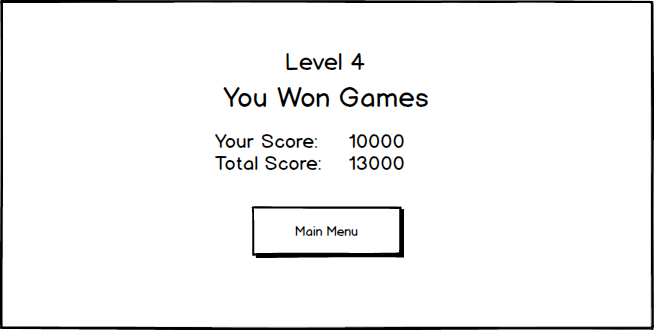 Level 4
You Won Games
Your Score: 10000
Total Score: 13000
Main Menu